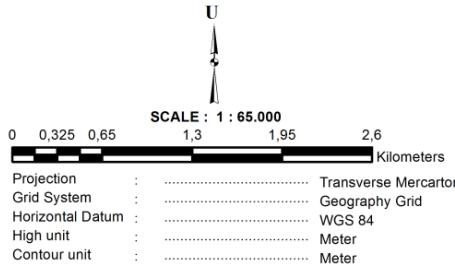 U
SCALE : 1 : 65.000
0 0,325 0,65 1,3 1,95 2,6
Kilometers
Projection : ........................................ Transverse Mercartor
Grid System : ........................................ Geography Grid
Horizontal Datum : ........................................ WGS 84
High unit : ........................................ Meter
Contour unit : ........................................ Meter